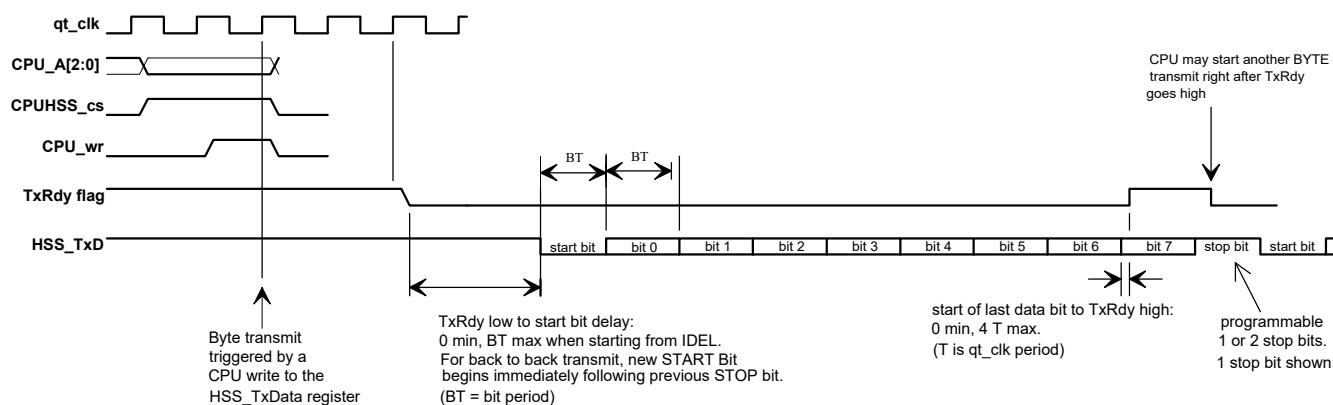 qt_clk
CPU_A[2:0]
CPUHSS_cs
CPU_wr
TxRdy flag
HSS_TxD
CPU may start another BYTE
transmit right after TxRdy
goes high
BT
BT
start bit
bit 0
bit 1
bit 2
bit 3
bit 4
bit 5
bit 6
bit 7
stop bit
start bit
Byte transmit
triggered by a
CPU write to the
HSS_TxData register
TxRdy low to start bit delay:
0 min, BT max when starting from IDEL.
For back to back transmit, new START Bit
begins immediately following previous STOP bit.
(BT = bit period)
start of last data bit to TxRdy high:
0 min, 4 T max.
(T is qt_clk period)
programmable
1 or 2 stop bits.
1 stop bit shown.